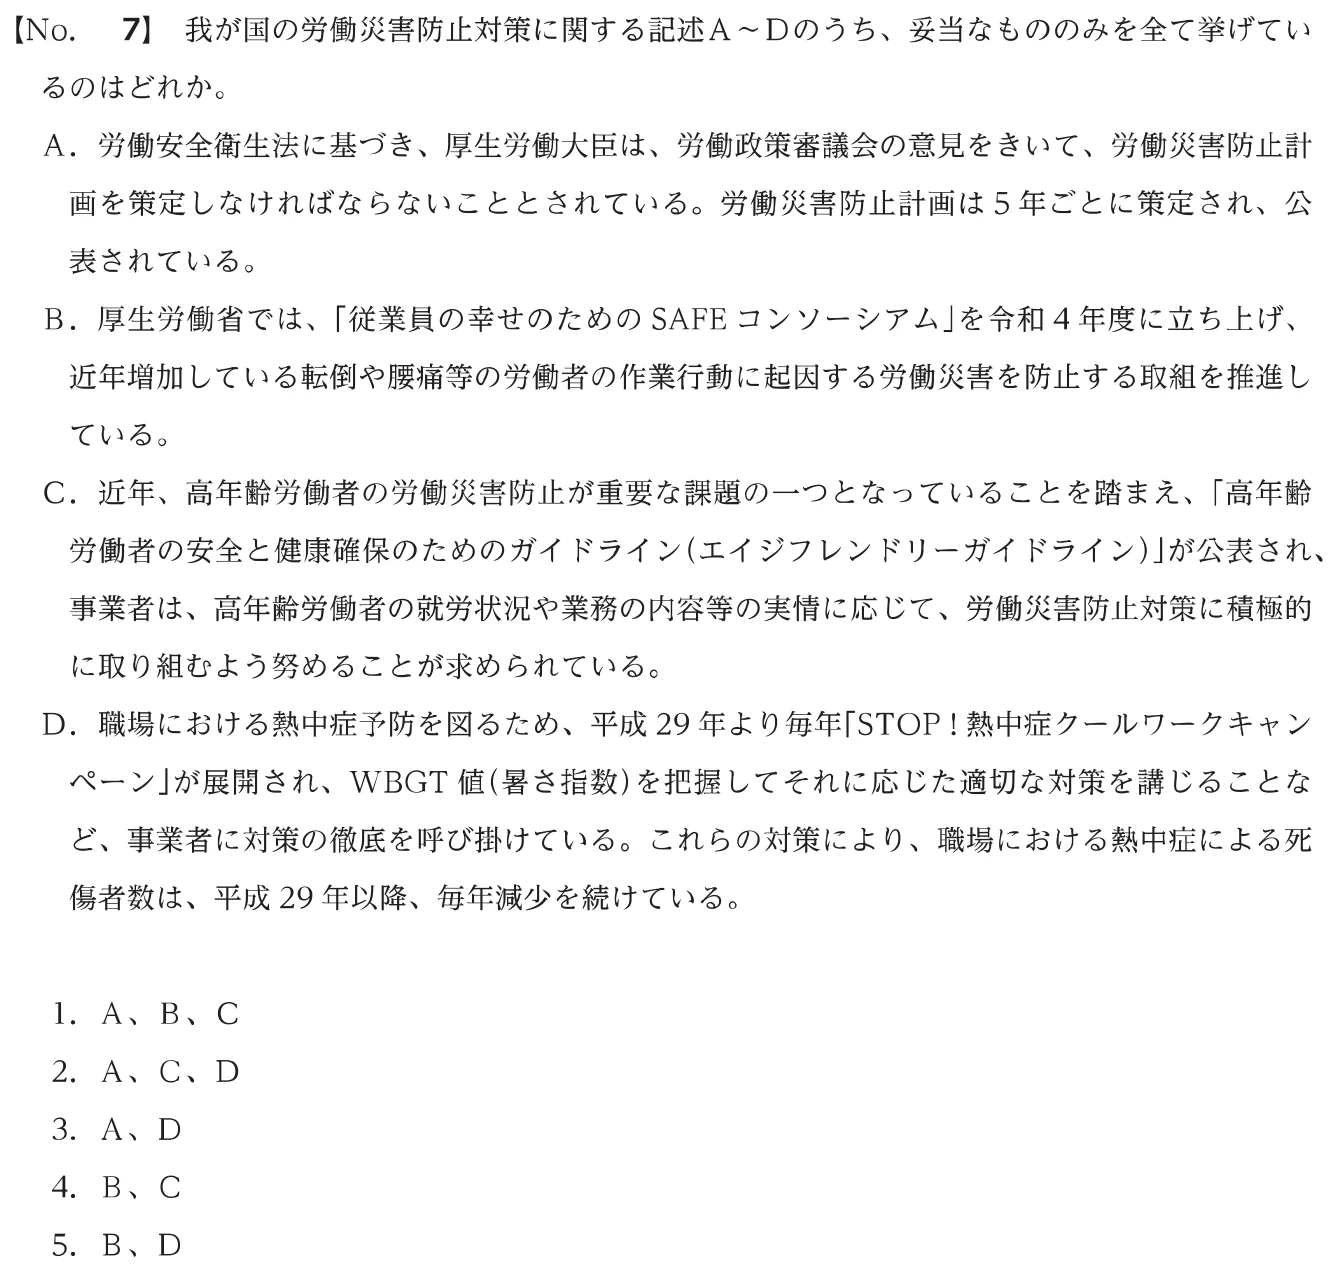 【No.　7】　我が国の労働災害防止対策に関する記述A～Dのうち、妥当なもののみを全て挙げてい
るのはどれか。
A．労働安全衛生法に基づき、厚生労働大臣は、労働政策審議会の意見をきいて、労働災害防止計
画を策定しなければならないこととされている。労働災害防止計画は5年ごとに策定され、公
表されている。
B．厚生労働省では、「従業員の幸せのための SAFE コンソーシアム」を令和4年度に立ち上げ、
近年増加している転倒や腰痛等の労働者の作業行動に起因する労働災害を防止する取組を推進し
ている。
C．近年、高年齢労働者の労働災害防止が重要な課題の一つとなっていることを踏まえ、「高年齢
労働者の安全と健康確保のためのガイドライン(エイジフレンドリーガイドライン)」が公表され、
事業者は、高年齢労働者の就労状況や業務の内容等の実情に応じて、労働災害防止対策に積極的
に取り組むよう努めることが求められている。
D．職場における熱中症予防を図るため、平成29年より毎年「STOP！熱中症クールワークキャン
ペーン」が展開され、WBGT 値(暑さ指数)を把握してそれに応じた適切な対策を講じることな
ど、事業者に対策の徹底を呼び掛けている。これらの対策により、職場における熱中症による死
傷者数は、平成29年以降、毎年減少を続けている。
1．A、B、C
2．A、C、D
3．A、D
4．B、C
5．B、D